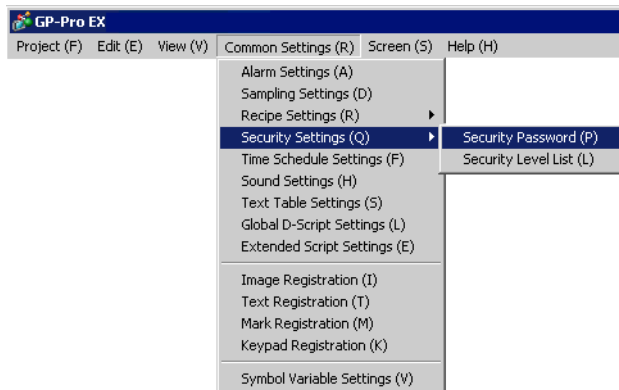 GP-Pro EX
Project (F) Edit (E) View (V) Common Settings (R) Screen (S) Help (H)
Alarm Settings (A)
Sampling Settings (D)
Recipe Settings (R)
Security Settings (Q)
Security Password (P)
Time Schedule Settings (F)
Security Level List (L)
Sound Settings (H)
Text Table Settings (S)
Global D-Script Settings (L)
Extended Script Settings (E)
Image Registration (I)
Text Registration (T)
Mark Registration (M)
Keypad Registration (K)
Symbol Variable Settings (V)